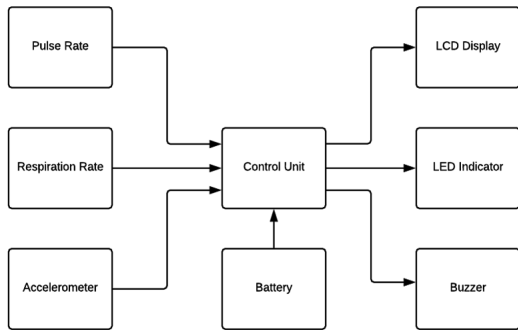 Pulse Rate
LCD Display
Respiration Rate
Control Unit
LED Indicator
Accelerometer
Battery
Buzzer